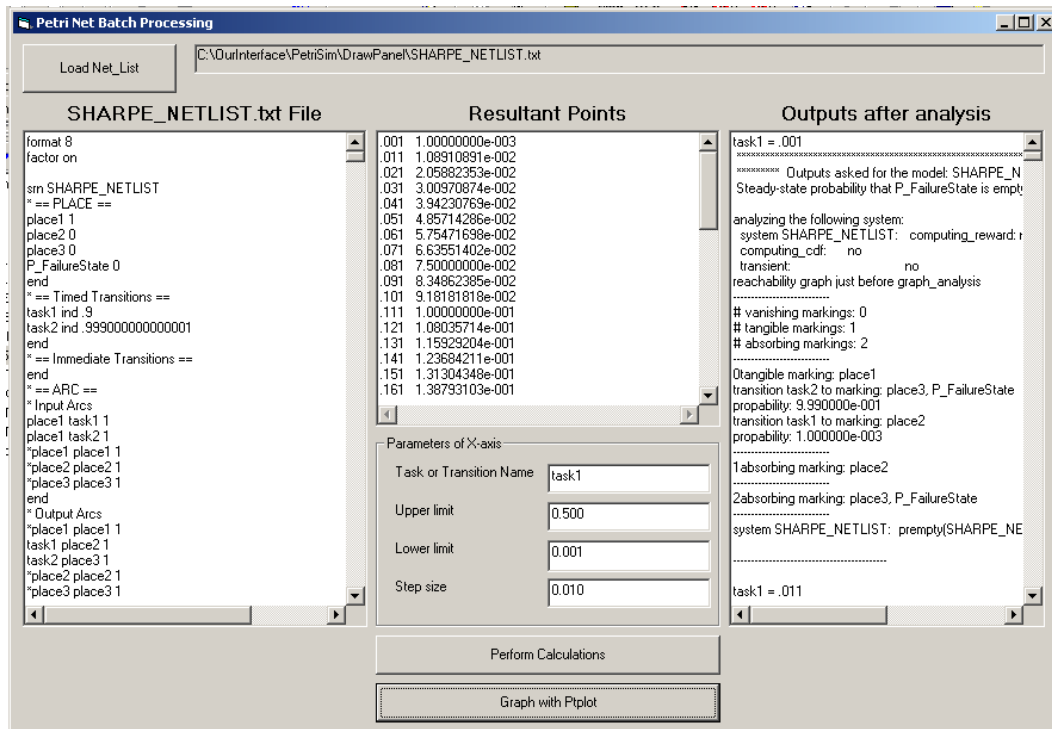 Petri Net Batch Processing
Load Net_List
C:\OurInterface\PetriSim\DrawPanel\SHARPE_NETLIST.txt
SHARPE_NETLIST.txt File
format 8
factor on
srn SHARPE_NETLIST
* == PLACE ==
place1 1
place2 0
place3 0
P_FailureState 0
end
* == Timed Transitions ==
task1 ind .9
task2 ind .999000000000001
end
* == Immediate Transitions ==
end
* == ARC ==
* Input Arcs
place1 task1 1
place1 task2 1
*place1 place1 1
*place2 place2 1
*place3 place3 1
end
* Output Arcs
*place1 place1 1
task1 place2 1
task2 place3 1
*place2 place2 1
*place3 place3 1
Resultant Points
.001 1.00000000e-003
.011 1.08910891e-002
.021 2.05882353e-002
.031 3.00970874e-002
.041 3.94230769e-002
.051 4.85714286e-002
.061 5.75471698e-002
.071 6.63551402e-002
.081 7.50000000e-002
.091 8.34862385e-002
.101 9.18181818e-002
.111 1.00000000e-001
.121 1.08035714e-001
.131 1.15929204e-001
.141 1.23684211e-001
.151 1.31304348e-001
.161 1.38793103e-001
Parameters of X-axis
Task or Transition Name task1
Upper limit 0.500
Lower limit 0.001
Step size 0.010
Perform Calculations
Graph with Ptplot
Outputs after analysis
task1 = .001
********* Outputs asked for the model: SHARPE_N
Steady-state probability that P_FailureState is empty
analyzing the following system:
system SHARPE_NETLIST: computing_reward: n
computing_cdf: no
transient: no
reachability graph just before graph_analysis
---------------------------
# vanishing markings: 0
# tangible markings: 1
# absorbing markings: 2
---------------------------
0tangible marking: place1
transition task2 to marking: place3, P_FailureState
propability: 9.990000e-001
transition task1 to marking: place2
propability: 1.000000e-003
---------------------------
1absorbing marking: place2
---------------------------
2absorbing marking: place3, P_FailureState
---------------------------
system SHARPE_NETLIST: prempty(SHARPE_NE
-------------------------------------------
task1 = .011